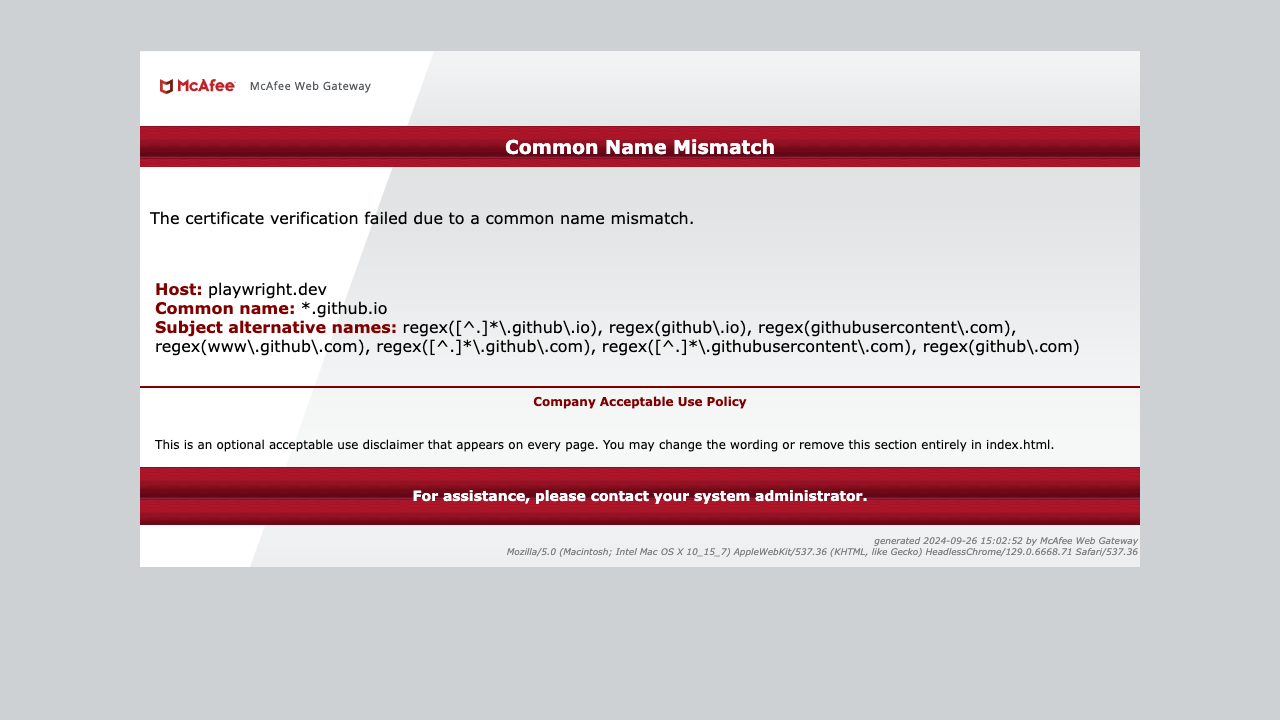 McAfee McAfee Web Gateway
Common Name Mismatch
The certificate verification failed due to a common name mismatch.
Host: playwright.dev
Common name: *.github.io
Subject alternative names: regex([^.]*\.github\.io), regex(github\.io), regex(githubusercontent\.com),
regex(www\.github\.com), regex([^.]*\.github\.com), regex([^.]*\.githubusercontent\.com), regex(github\.com)
Company Acceptable Use Policy
This is an optional acceptable use disclaimer that appears on every page. You may change the wording or remove this section entirely in index.html.
For assistance, please contact your system administrator.
generated 2024-09-26 15:02:52 by McAfee Web Gateway
Mozilla/5.0 (Macintosh; Intel Mac OS X 10_15_7) AppleWebKit/537.36 (KHTML, like Gecko) HeadlessChrome/129.0.6668.71 Safari/537.36